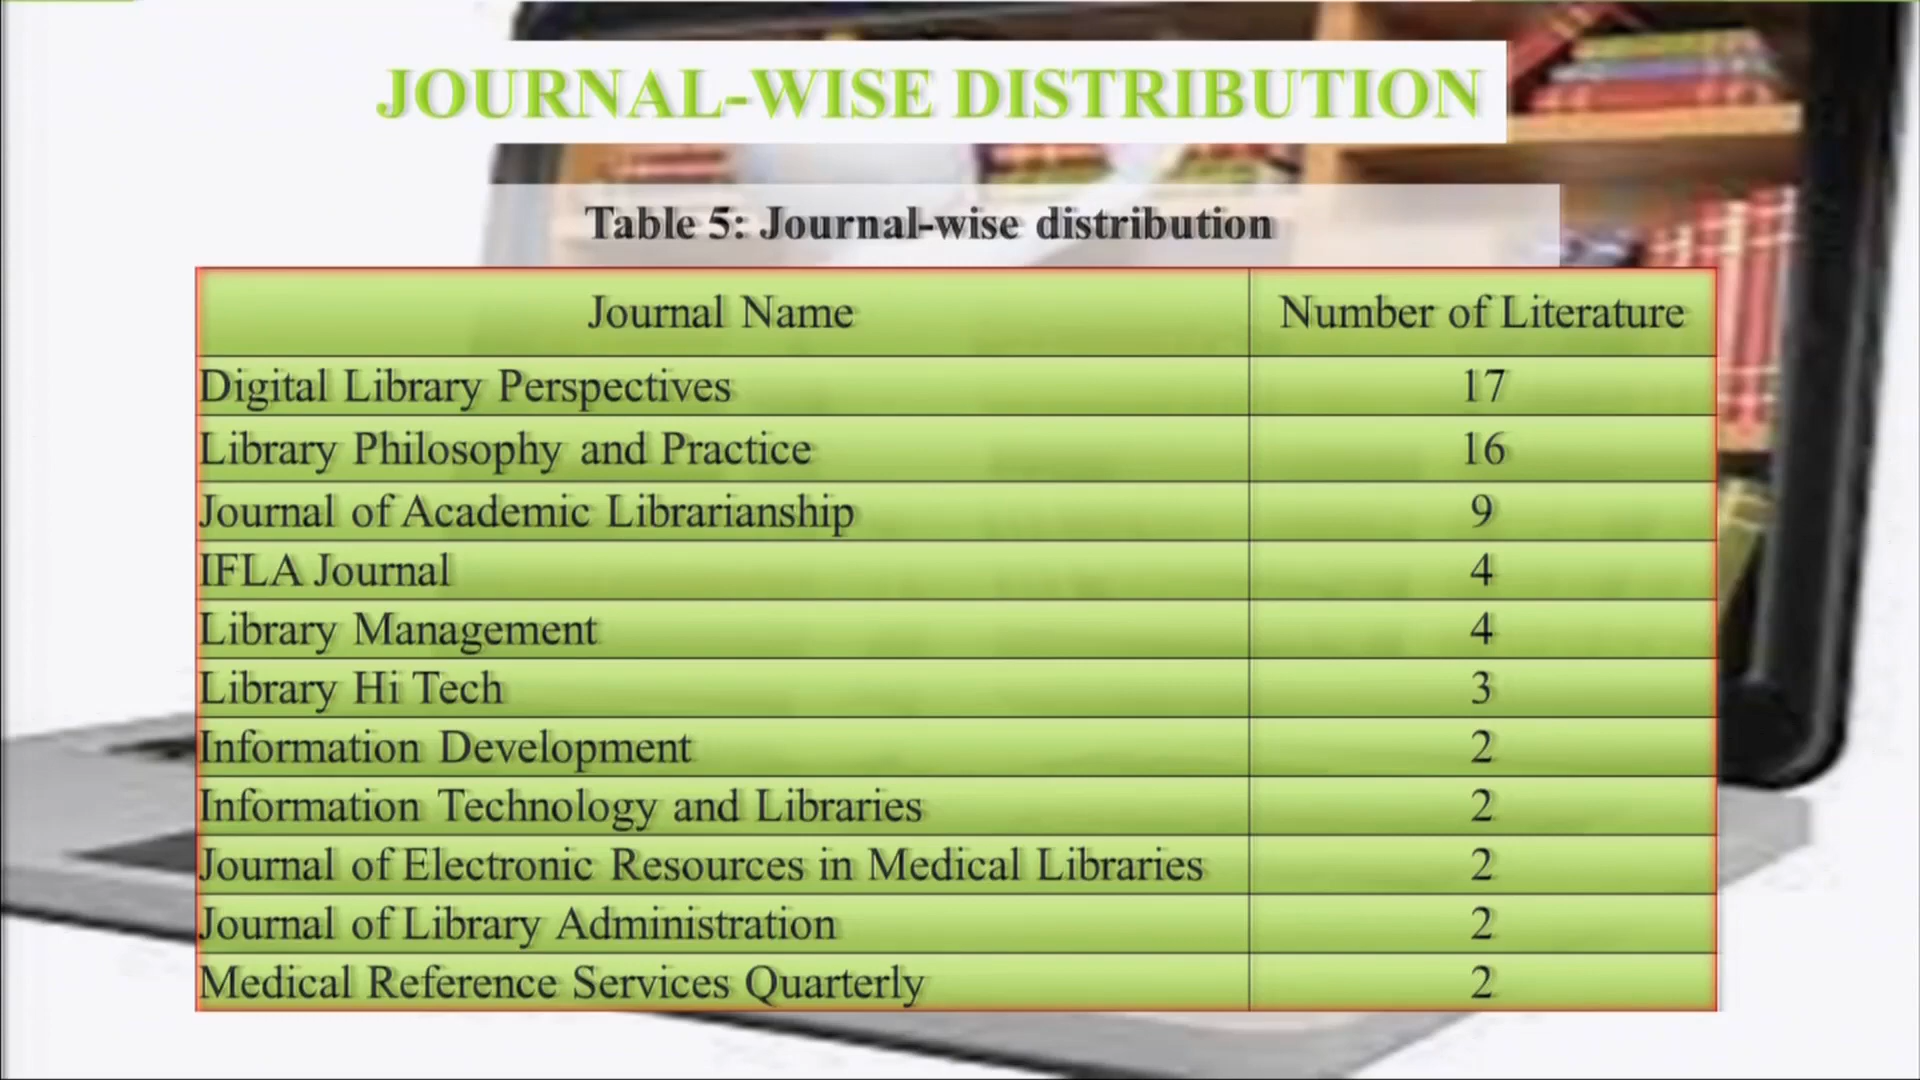 JOURNAL-WISE DISTRIBUTION
Table 5: Journal-wise distribution
Journal Name Number of Literature
Digital Library Perspectives 17
Library Philosophy and Practice 16
Journal of Academic Librarianship 9
IFLA Journal 4
Library Management 4
Library Hi Tech 3
Information Development 2
Information Technology and Libraries 2
Journal of Electronic Resources in Medical Libraries 2
Journal of Library Administration 2
Medical Reference Services Quarterly 2